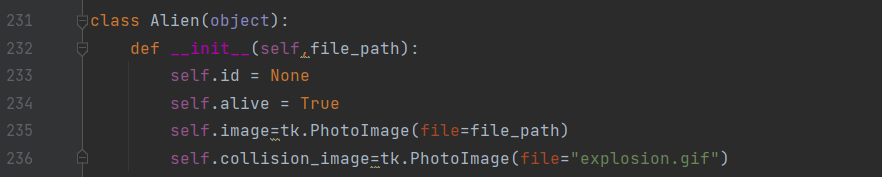 231 class Alien(object):
232     def __init__(self,file_path):
233         self.id = None
234         self.alive = True
235         self.image=tk.PhotoImage(file=file_path)
236         self.collision_image=tk.PhotoImage(file="explosion.gif")